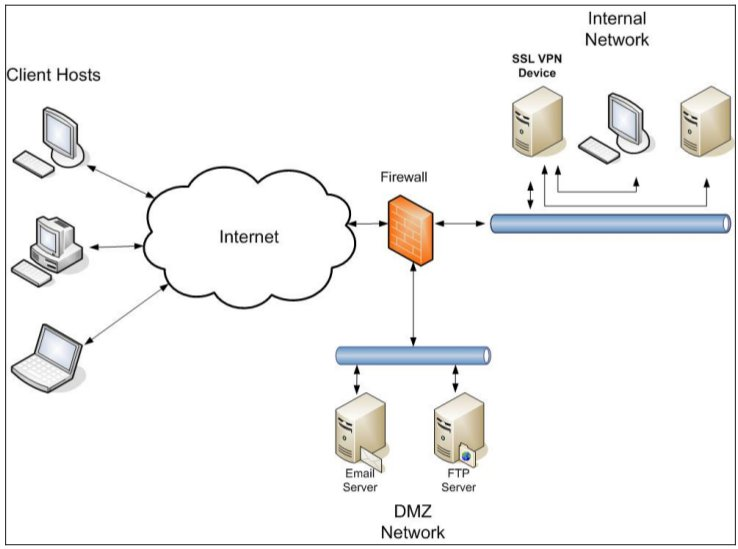 Internal
Network
SSL VPN
Device
Client Hosts
Firewall
Internet
Email
Server
FTP
Server
DMZ
Network